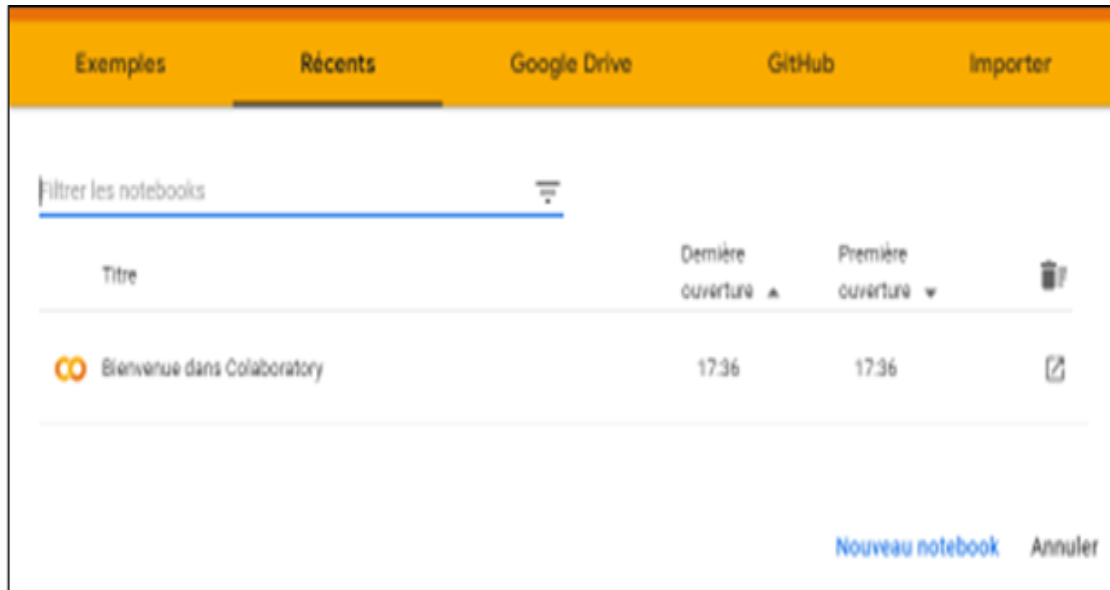 Exemples Récents Google Drive GitHub Importer
Filtrer les notebooks
Titre Dernière ouverture Première ouverture
Bienvenue dans Colaboratory 17:36 17:36
Nouveau notebook Annuler